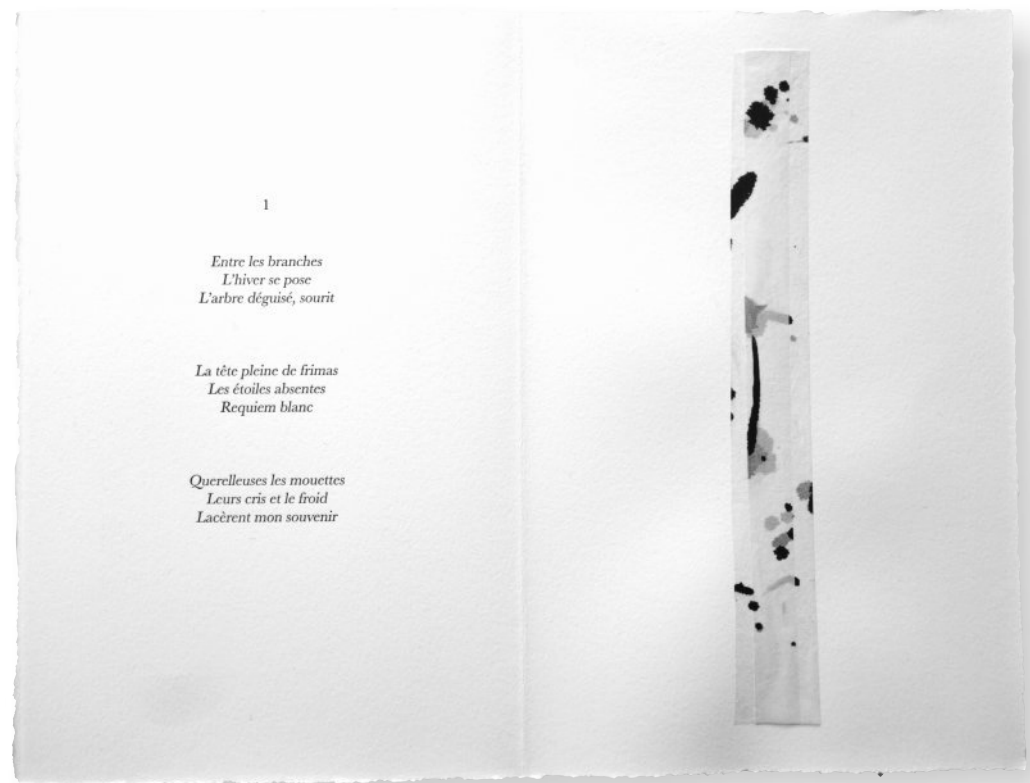 1
Entre les branches
L'hiver se pose
L'arbre déguisé, sourit
La tête pleine de frimas
Les étoiles absentes
Requiem blanc
Querelleuses les mouettes
Leurs cris et le froid
Lacèrent mon souvenir